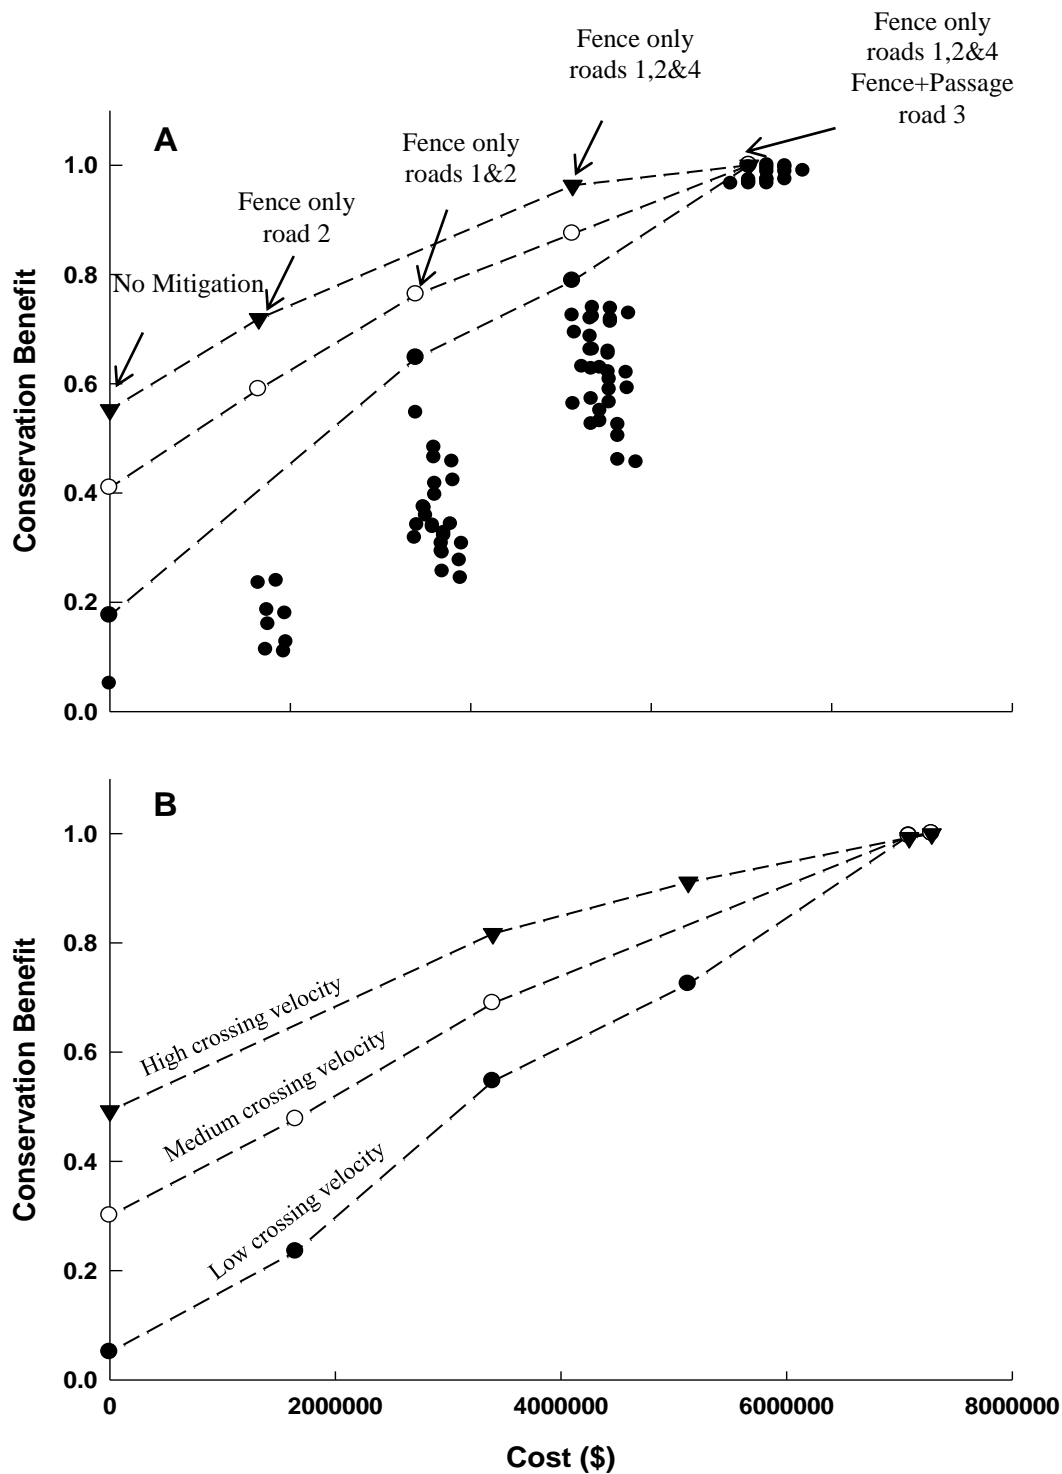 Fence only
roads 1,2&4
Fence only
roads 1,2&4
Fence+Passage
road 3
A
Fence only
roads 1&2
Fence only
road 2
No Mitigation
1.0
0.8
0.6
0.4
0.2
0.0
Conservation Benefit
B
1.0
0.8
0.6
0.4
0.2
0.0
Conservation Benefit
High crossing velocity
Medium crossing velocity
Low crossing velocity
0
2000000
4000000
6000000
8000000
Cost ($)